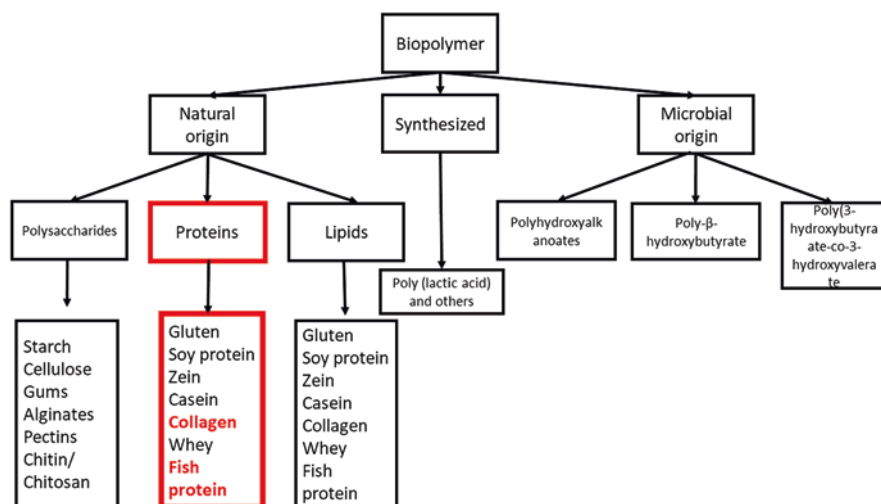 Biopolymer
Natural
origin
Synthesized
Microbial
origin
Polysaccharides
Proteins
Lipids
Poly (lactic acid)
and others
Polyhydroxyalk
anoates
Poly-β-
hydroxybutyrate
Poly(3-
hydroxybutyra
ate-co-3-
hydroxyvalera
te
Starch
Cellulose
Gums
Alginates
Pectins
Chitin/
Chitosan
Gluten
Soy protein
Zein
Casein
Collagen
Whey
Fish
protein
Gluten
Soy protein
Zein
Casein
Collagen
Whey
Fish
protein